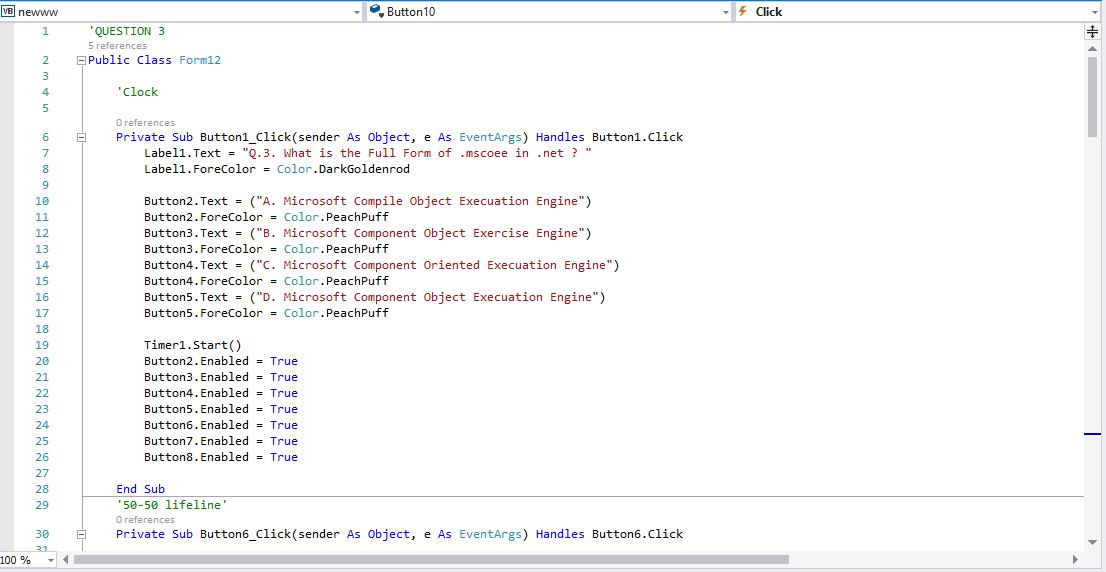 VB newww Button10 Click
1 'QUESTION 3
5 references
2 Public Class Form12
3
4 'Clock
5
0 references
6 Private Sub Button1_Click(sender As Object, e As EventArgs) Handles Button1.Click
7 Label1.Text = "Q.3. What is the Full Form of .mscoee in .net ? "
8 Label1.ForeColor = Color.DarkGoldenrod
9
10 Button2.Text = ("A. Microsoft Compile Object Execuation Engine")
11 Button2.ForeColor = Color.PeachPuff
12 Button3.Text = ("B. Microsoft Component Object Exercise Engine")
13 Button3.ForeColor = Color.PeachPuff
14 Button4.Text = ("C. Microsoft Component Oriented Execuation Engine")
15 Button4.ForeColor = Color.PeachPuff
16 Button5.Text = ("D. Microsoft Component Object Execuation Engine")
17 Button5.ForeColor = Color.PeachPuff
18
19 Timer1.Start()
20 Button2.Enabled = True
21 Button3.Enabled = True
22 Button4.Enabled = True
23 Button5.Enabled = True
24 Button6.Enabled = True
25 Button7.Enabled = True
26 Button8.Enabled = True
27
28 End Sub
29 '50-50 lifeline'
0 references
30 Private Sub Button6_Click(sender As Object, e As EventArgs) Handles Button6.Click
31
100 %